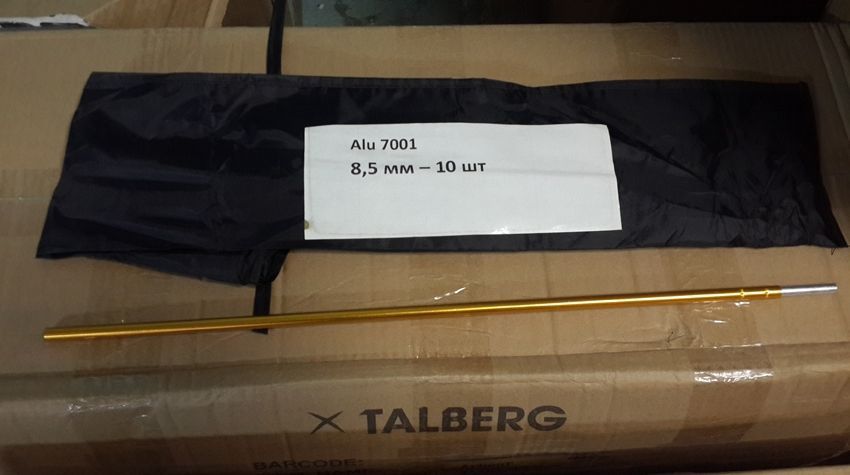 Alu 7001
8,5 мм – 10 шт
TALBERG
BARCODE: